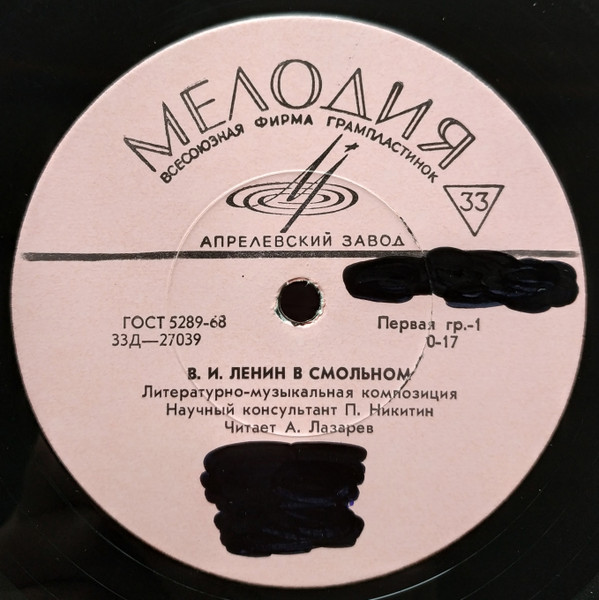 МЕЛОДИЯ
ВСЕСОЮЗНАЯ ФИРМА ГРАМПЛАСТИНОК
33
АПРЕЛЕВСКИЙ ЗАВОД
ГОСТ 5289-68
Первая гр.-1
33Д—27039
0-17
В. И. ЛЕНИН В СМОЛЬНОМ
Литературно-музыкальная композиция
Научный консультант П. Никитин
Читает А. Лазарев